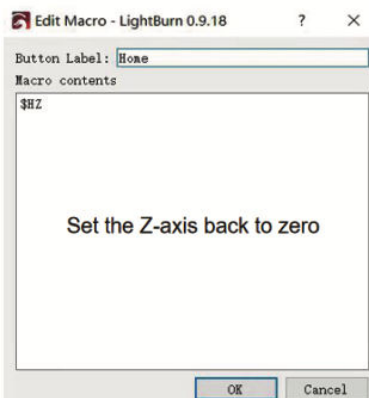 Edit Macro - LightBurn 0.9.18 ? ×
Button Label: Home
Macro contents
$HZ
Set the Z-axis back to zero
OK Cancel